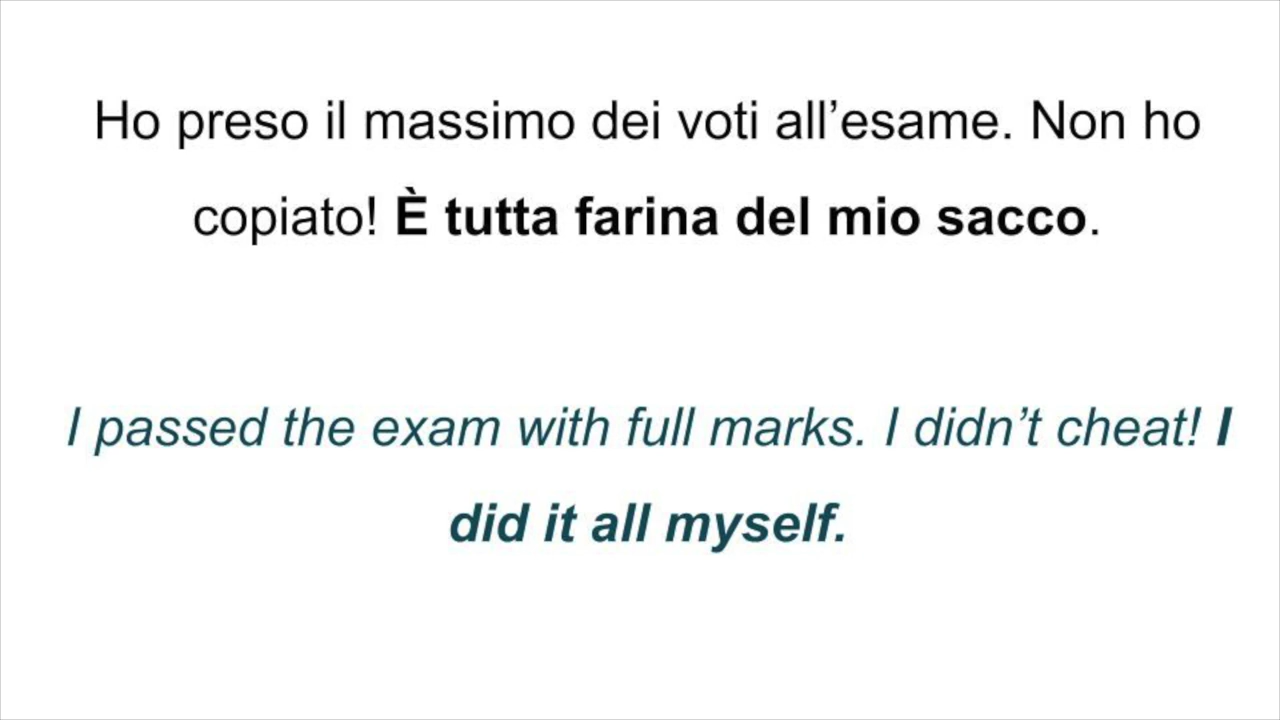 Ho preso il massimo dei voti all’esame. Non ho
copiato! È tutta farina del mio sacco.
I passed the exam with full marks. I didn’t cheat! I
did it all myself.